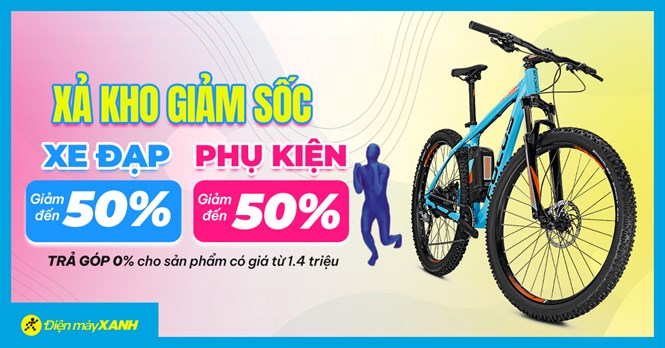 XẢ KHO GIẢM SỐC
XE ĐẠP PHỤ KIỆN
Giảm đến 50% Giảm đến 50%
TRẢ GÓP 0% cho sản phẩm có giá từ 1.4 triệu
Điện máy XANH